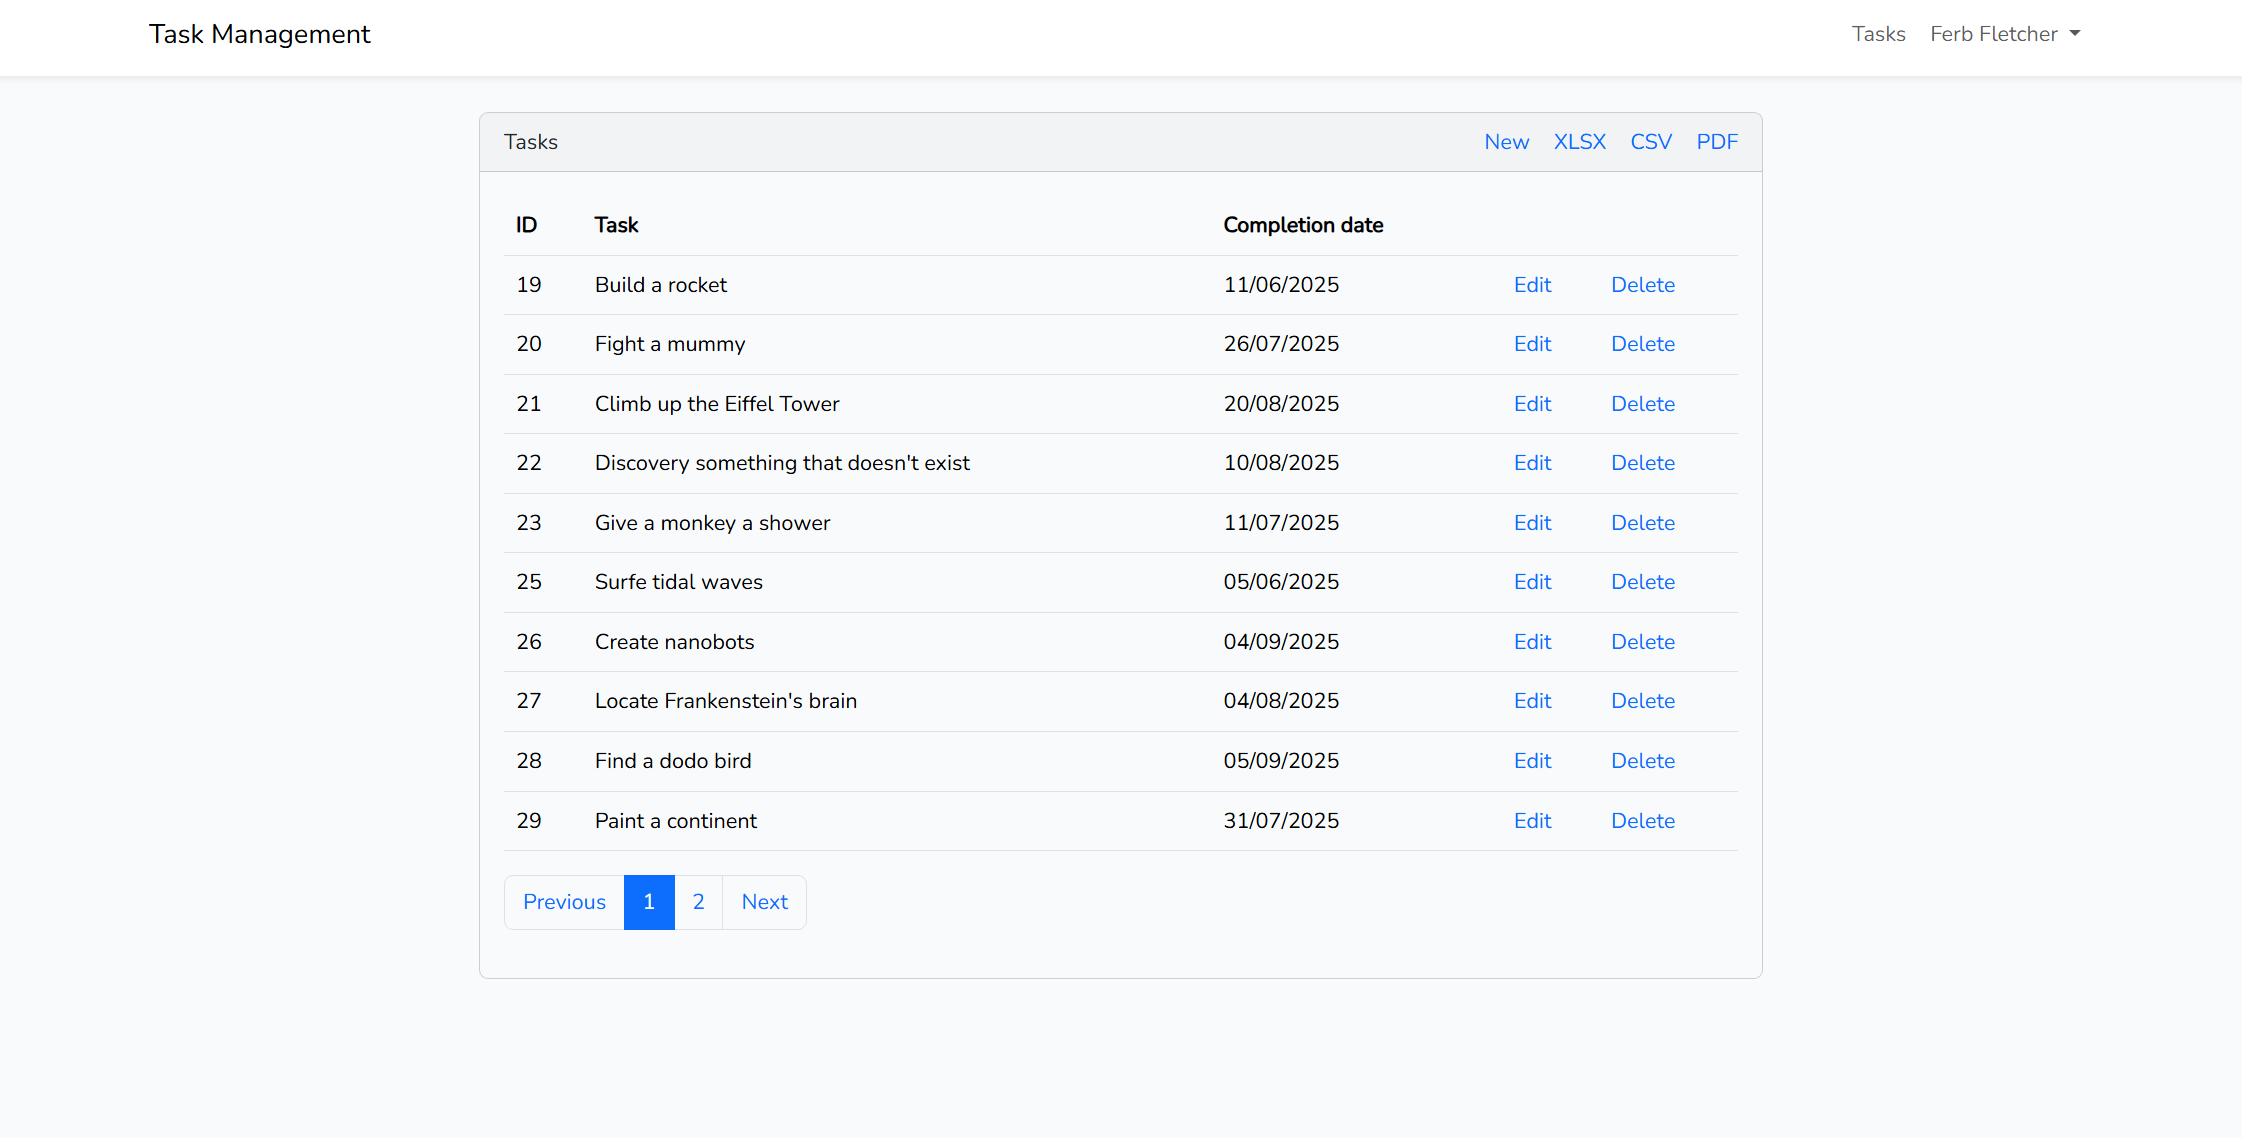 Task Management Tasks Ferb Fletcher
Tasks New XLSX CSV PDF
ID Task Completion date
19 Build a rocket 11/06/2025 Edit Delete
20 Fight a mummy 26/07/2025 Edit Delete
21 Climb up the Eiffel Tower 20/08/2025 Edit Delete
22 Discovery something that doesn't exist 10/08/2025 Edit Delete
23 Give a monkey a shower 11/07/2025 Edit Delete
25 Surfe tidal waves 05/06/2025 Edit Delete
26 Create nanobots 04/09/2025 Edit Delete
27 Locate Frankenstein's brain 04/08/2025 Edit Delete
28 Find a dodo bird 05/09/2025 Edit Delete
29 Paint a continent 31/07/2025 Edit Delete
Previous 1 2 Next